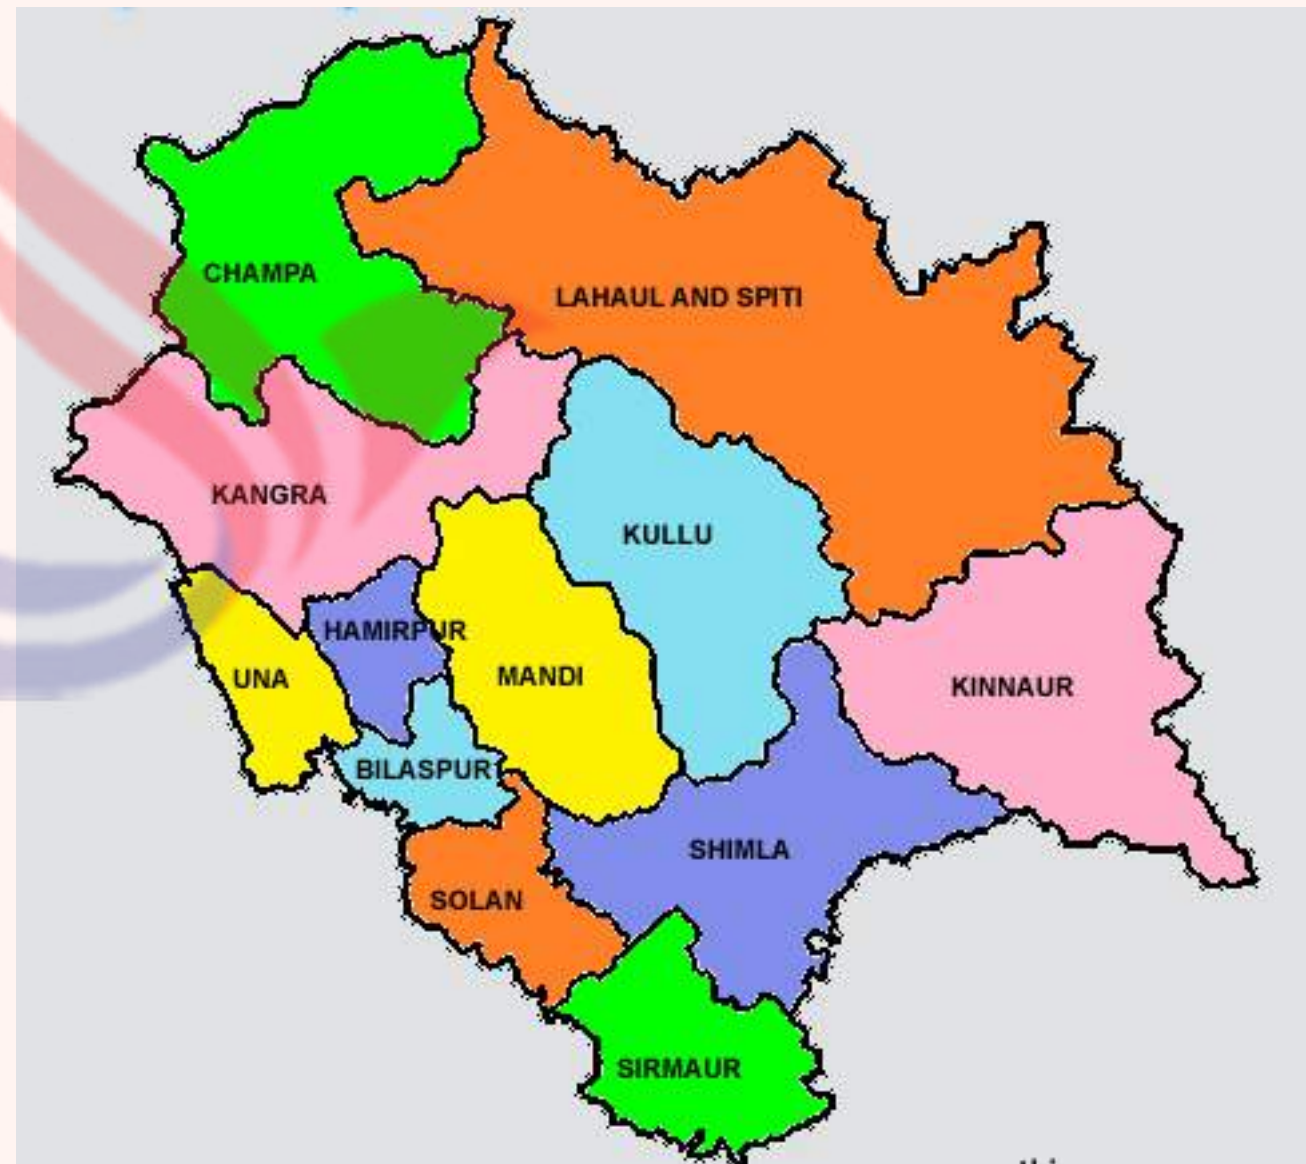 CHAMPA
LAHAUL AND SPITI
KANGRA
KULLU
HAMIRPUR
UNA
MANDI
KINNAUR
BILASPUR
SHIMLA
SOLAN
SIRMAUR